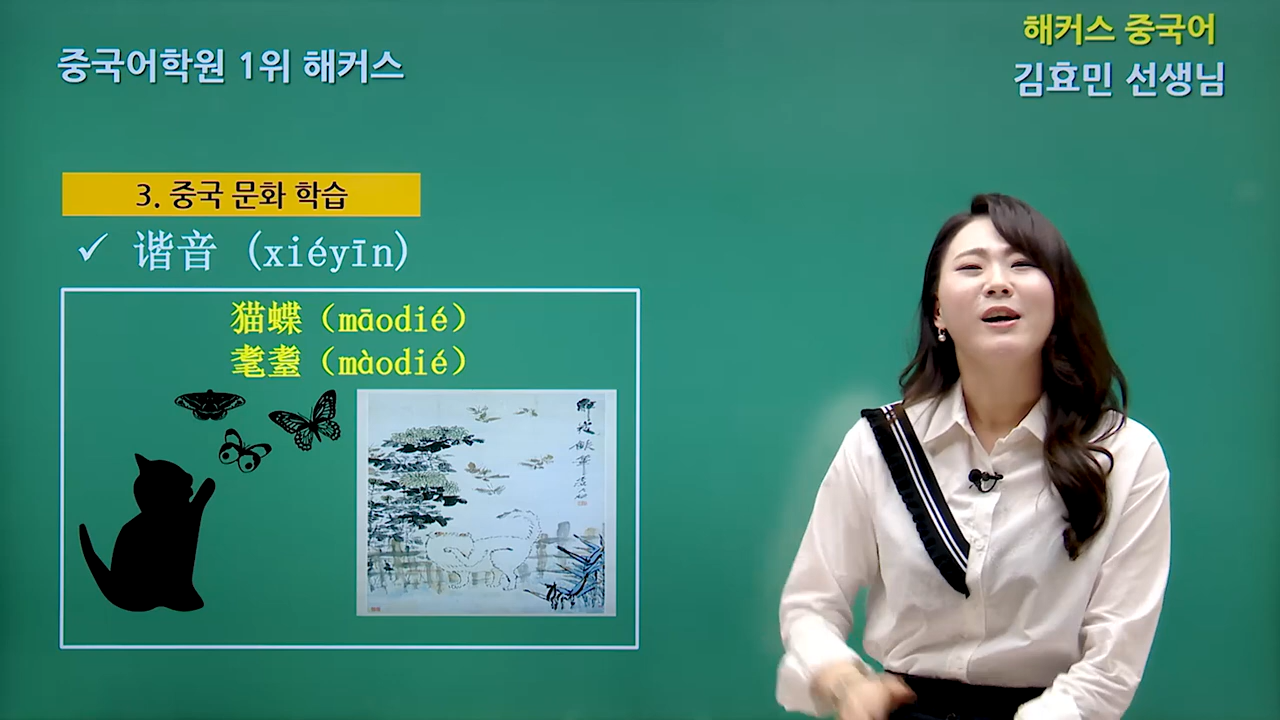 중국어학원 1위 해커스
해커스 중국어
김효민 선생님
3. 중국 문화 학습
✓ 谐音 (xiéyīn)
猫蝶 (māodié)
耄耋 (màodié)